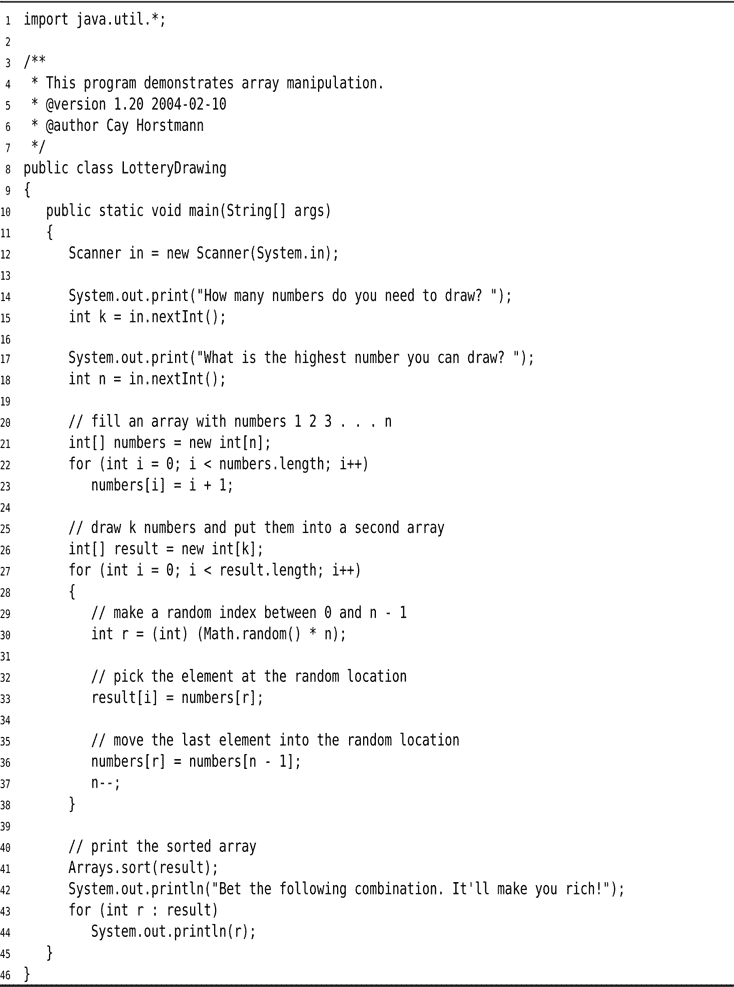 1 import java.util.*;
2
3 /**
4  * This program demonstrates array manipulation.
5  * @version 1.20 2004-02-10
6  * @author Cay Horstmann
7  */
8 public class LotteryDrawing
9 {
10    public static void main(String[] args)
11    {
12       Scanner in = new Scanner(System.in);
13
14       System.out.print("How many numbers do you need to draw? ");
15       int k = in.nextInt();
16
17       System.out.print("What is the highest number you can draw? ");
18       int n = in.nextInt();
19
20       // fill an array with numbers 1 2 3 . . . n
21       int[] numbers = new int[n];
22       for (int i = 0; i < numbers.length; i++)
23          numbers[i] = i + 1;
24
25       // draw k numbers and put them into a second array
26       int[] result = new int[k];
27       for (int i = 0; i < result.length; i++)
28       {
29          // make a random index between 0 and n - 1
30          int r = (int) (Math.random() * n);
31
32          // pick the element at the random location
33          result[i] = numbers[r];
34
35          // move the last element into the random location
36          numbers[r] = numbers[n - 1];
37          n--;
38       }
39
40       // print the sorted array
41       Arrays.sort(result);
42       System.out.println("Bet the following combination. It'll make you rich!");
43       for (int r : result)
44          System.out.println(r);
45    }
46 }